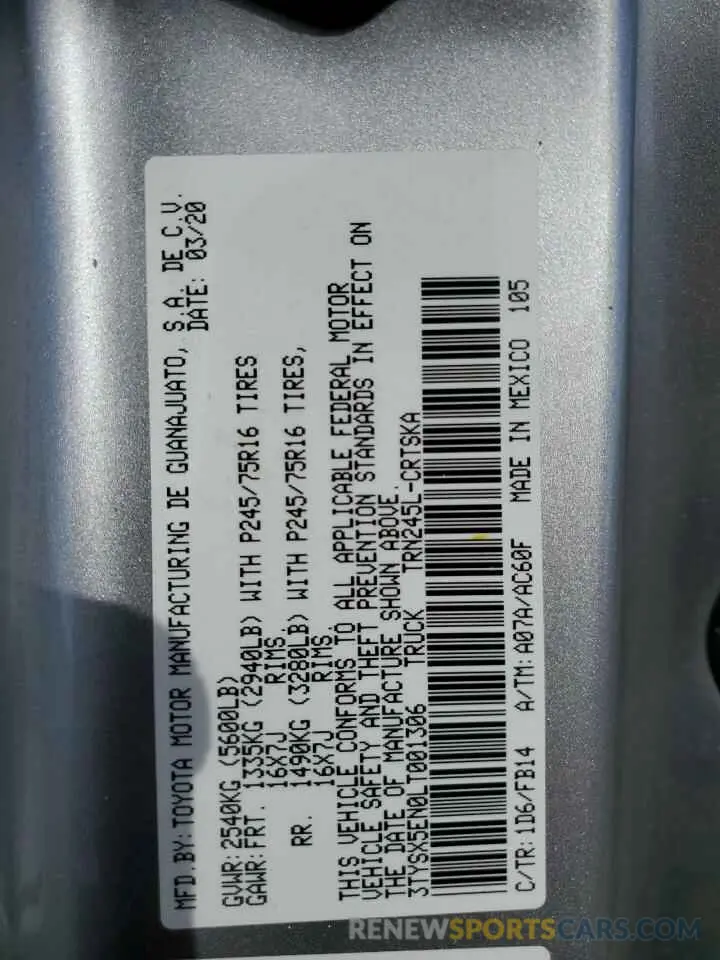 MFD.BY:TOYOTA MOTOR MANUFACTURING DE GUANAJUATO, S.A. DE C.V.
DATE: 03/20
GVWR:2540KG (5600LB)
GAWR:FRT. 1335KG (2940LB) WITH P245/75R16 TIRES
16X7J RIMS,
RR. 1490KG (3280LB) WITH P245/75R16 TIRES,
16X7J RIMS.
THIS VEHICLE CONFORMS TO ALL APPLICABLE FEDERAL MOTOR
VEHICLE SAFETY AND THEFT PREVENTION STANDARDS IN EFFECT ON
THE DATE OF MANUFACTURE SHOWN ABOVE.
3TYSX5EN0LT001306 TRUCK TRN245L-CRTSKA
C/TR:1D6/FB14 A/TM:A07A/AC60F MADE IN MEXICO 105
RENEWSPORTSCARS.COM